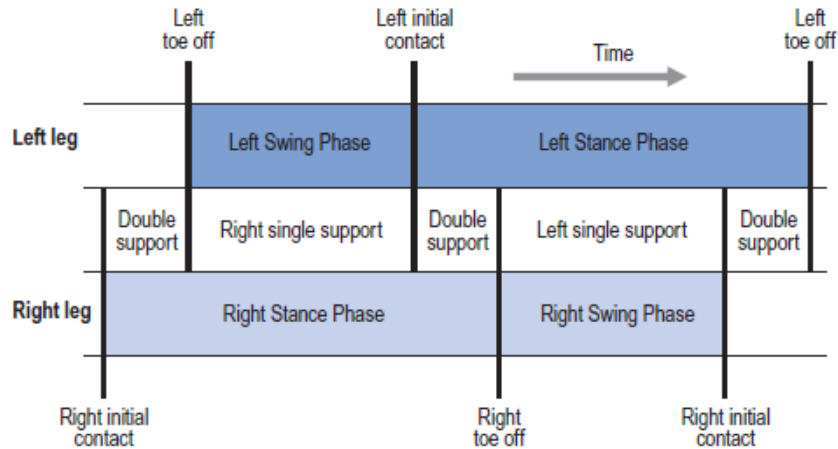 Left
toe off
Left initial
contact
Left
toe off
Time
Left leg
Left Swing Phase
Left Stance Phase
Double
support
Right single support
Double
support
Left single support
Double
support
Right leg
Right Stance Phase
Right Swing Phase
Right initial
contact
Right
toe off
Right initial
contact